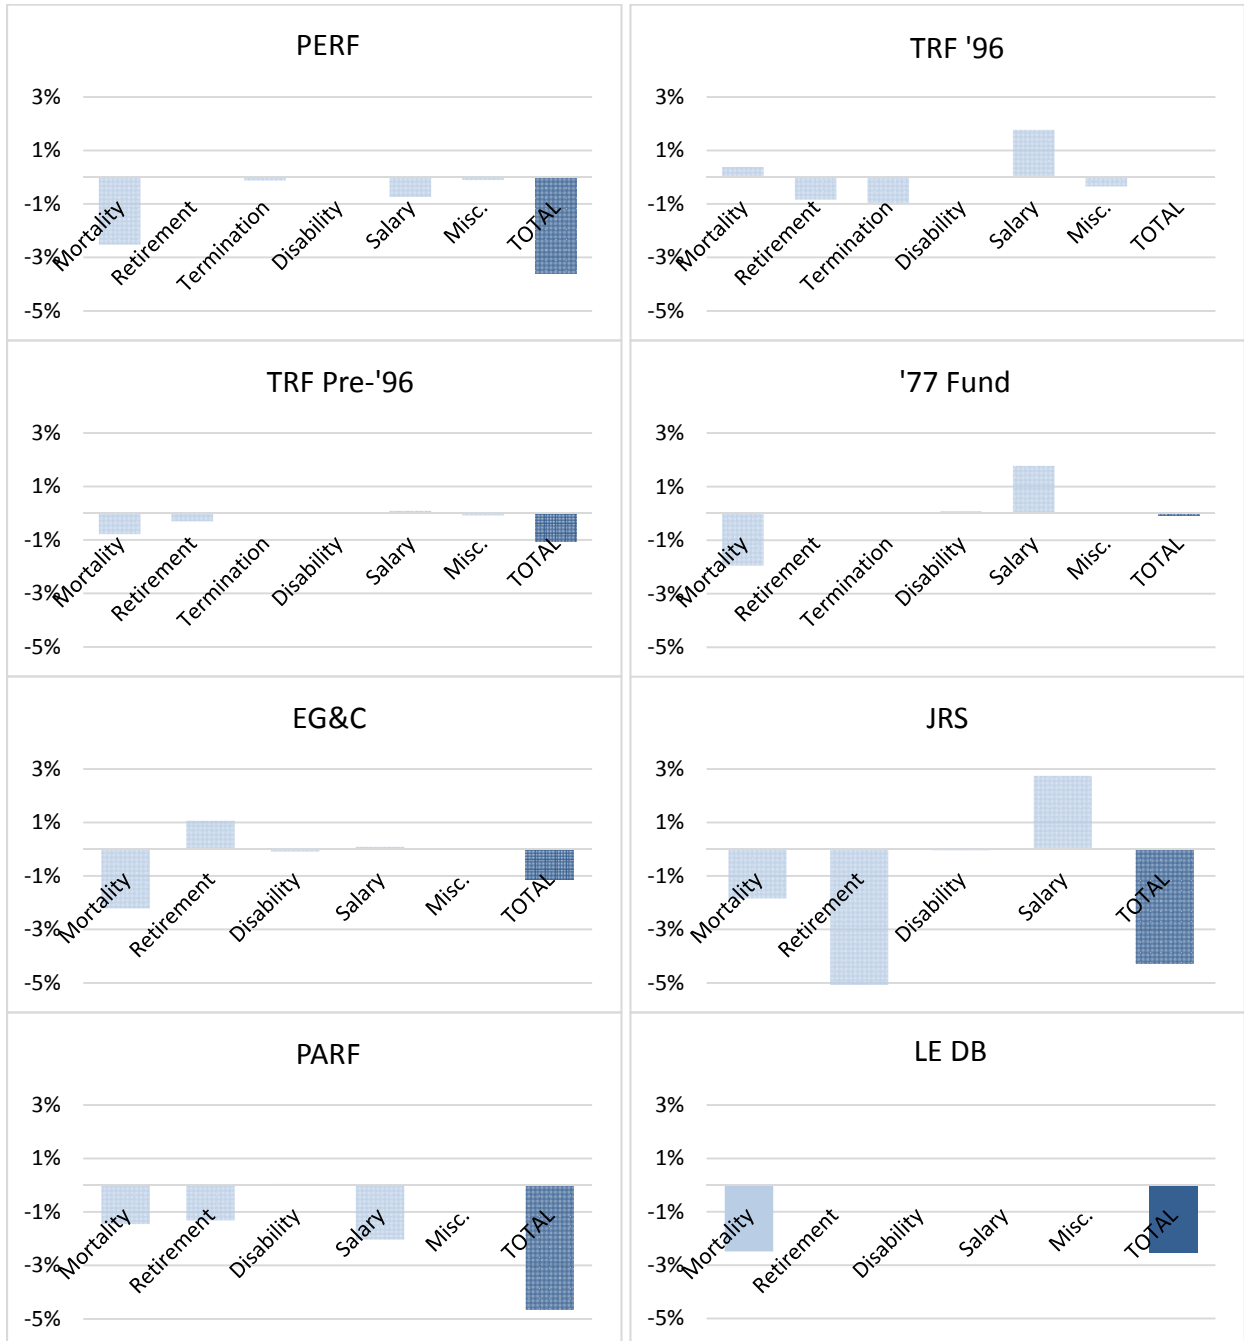 PERF
3%
1%
-1%
-3%
-5%
Mortality
Retirement
Termination
Disability
Salary
Misc.
TOTAL
TRF '96
3%
1%
-1%
-3%
-5%
Mortality
Retirement
Termination
Disability
Salary
Misc.
TOTAL
TRF Pre-'96
3%
1%
-1%
-3%
-5%
Mortality
Retirement
Termination
Disability
Salary
Misc.
TOTAL
'77 Fund
3%
1%
-1%
-3%
-5%
Mortality
Retirement
Termination
Disability
Salary
Misc.
TOTAL
EG&C
3%
1%
-1%
-3%
-5%
Mortality
Retirement
Disability
Salary
Misc.
TOTAL
JRS
3%
1%
-1%
-3%
-5%
Mortality
Retirement
Disability
Salary
TOTAL
PARF
3%
1%
-1%
-3%
-5%
Mortality
Retirement
Disability
Salary
Misc.
TOTAL
LE DB
3%
1%
-1%
-3%
-5%
Mortality
Retirement
Disability
Salary
Misc.
TOTAL